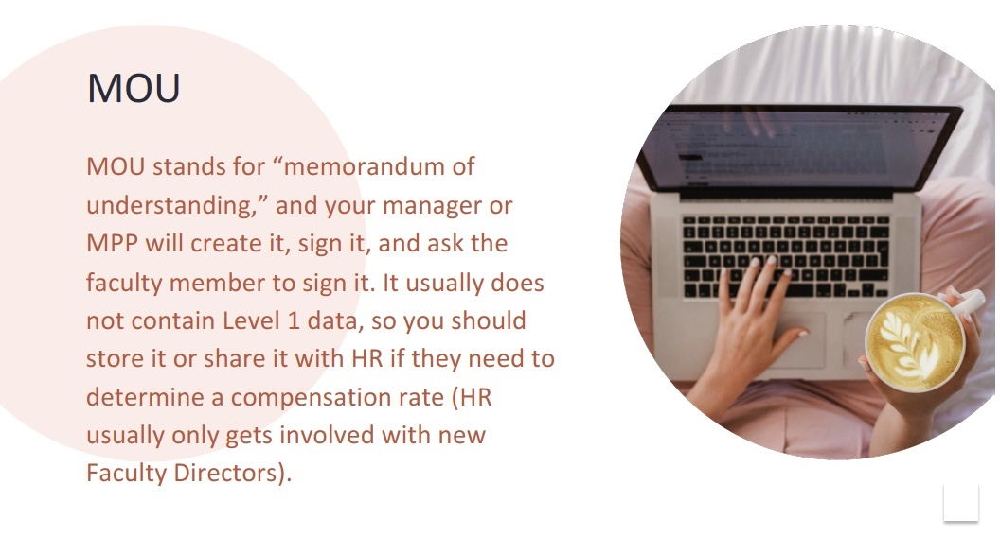 MOU
MOU stands for “memorandum of
understanding,” and your manager or
MPP will create it, sign it, and ask the
faculty member to sign it. It usually does
not contain Level 1 data, so you should
store it or share it with HR if they need to
determine a compensation rate (HR
usually only gets involved with new
Faculty Directors).